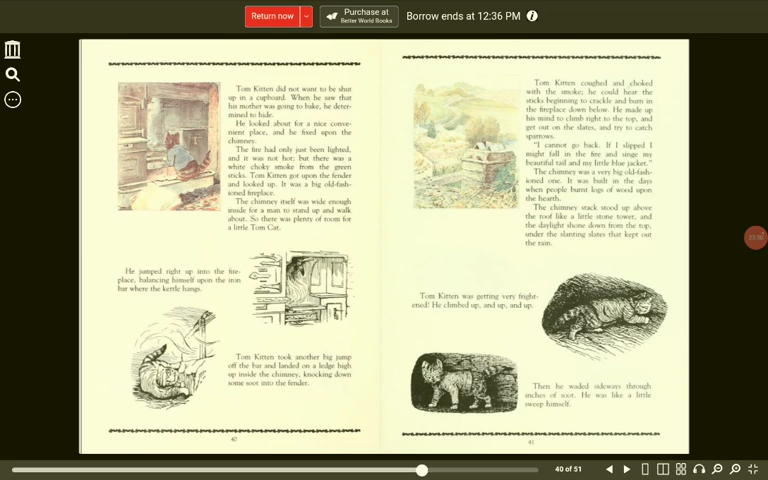 Return now
Purchase at
Better World Books
Borrow ends at 12:36 PM
Tom Kitten did not want to be shut
up in a cupboard. When he saw that
his mother was going to bake, he deter-
mined to hide.
He looked about for a nice conve-
nient place, and he fixed upon the
chimney.
The fire had only just been lighted,
and it was not hot; but there was a
white choky smoke from the green
sticks. Tom Kitten got upon the fender
and looked up. It was a big old-fash-
ioned fireplace.
The chimney itself was wide enough
inside for a man to stand up and walk
about. So there was plenty of room for
a little Tom Cat.
He jumped right up into the fire-
place, balancing himself upon the iron
bar where the kettle hangs.
Tom Kitten took another big jump
off the bar and landed on a ledge high
up inside the chimney, knocking down
some soot into the fender.
40
Tom Kitten coughed and choked
with the smoke; he could hear the
sticks beginning to crackle and burn in
the fireplace down below. He made up
his mind to climb right to the top, and
get out on the slates, and try to catch
sparrows.
"I cannot go back. If I slipped I
might fall in the fire and singe my
beautiful tail and my little blue jacket."
The chimney was a very big old-fash-
ioned one. It was built in the days
when people burnt logs of wood upon
the hearth.
The chimney stack stood up above
the roof like a little stone tower, and
the daylight shone down from the top,
under the slanting slates that kept out
the rain.
Tom Kitten was getting very fright-
ened! He climbed up, and up, and up.
Then he waded sideways through
inches of soot. He was like a little
sweep himself.
41
40 of 51